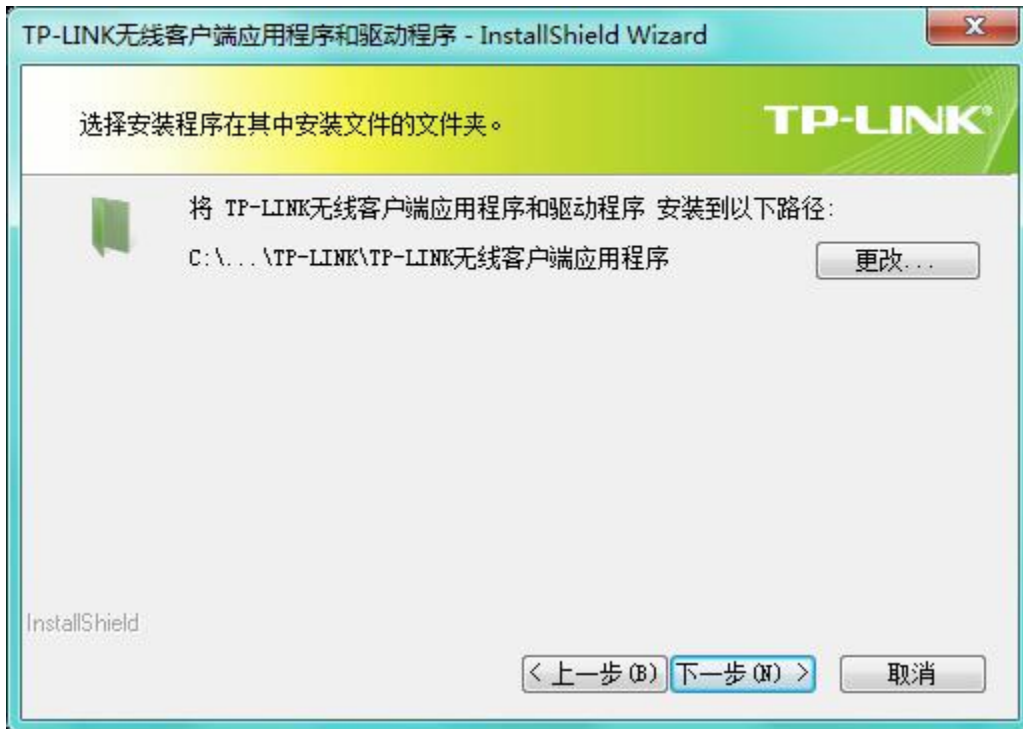 TP-LINK无线客户端应用程序和驱动程序 - InstallShield Wizard
选择安装程序在其中安装文件的文件夹。
TP-LINK®
将 TP-LINK无线客户端应用程序和驱动程序 安装到以下路径:
C:\...\TP-LINK\TP-LINK无线客户端应用程序
更改...
InstallShield
< 上一步(B) 下一步(N) > 取消